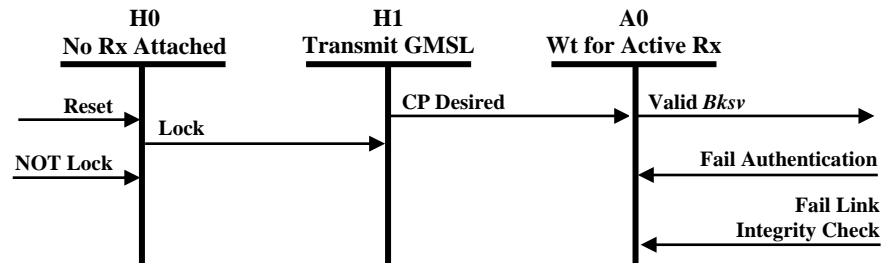 H0
No Rx Attached
H1
Transmit GMSL
A0
Wt for Active Rx
Reset
Lock
CP Desired
Valid Bksv
NOT Lock
Fail Authentication
Fail Link
Integrity Check